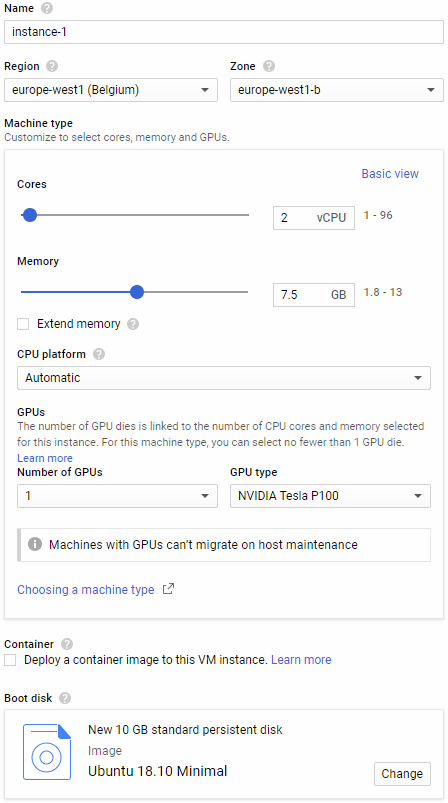 Name ?
instance-1
Region ? Zone ?
europe-west1 (Belgium) europe-west1-b
Machine type
Customize to select cores, memory and GPUs.
Basic view
Cores
2 vCPU 1 - 96
Memory
7.5 GB 1.8 - 13
Extend memory ?
CPU platform ?
Automatic
GPUs
The number of GPU dies is linked to the number of CPU cores and memory selected
for this instance. For this machine type, you can select no fewer than 1 GPU die.
Learn more
Number of GPUs GPU type
1 NVIDIA Tesla P100
i Machines with GPUs can't migrate on host maintenance
Choosing a machine type
Container ?
Deploy a container image to this VM instance. Learn more
Boot disk ?
New 10 GB standard persistent disk
Image
Ubuntu 18.10 Minimal Change